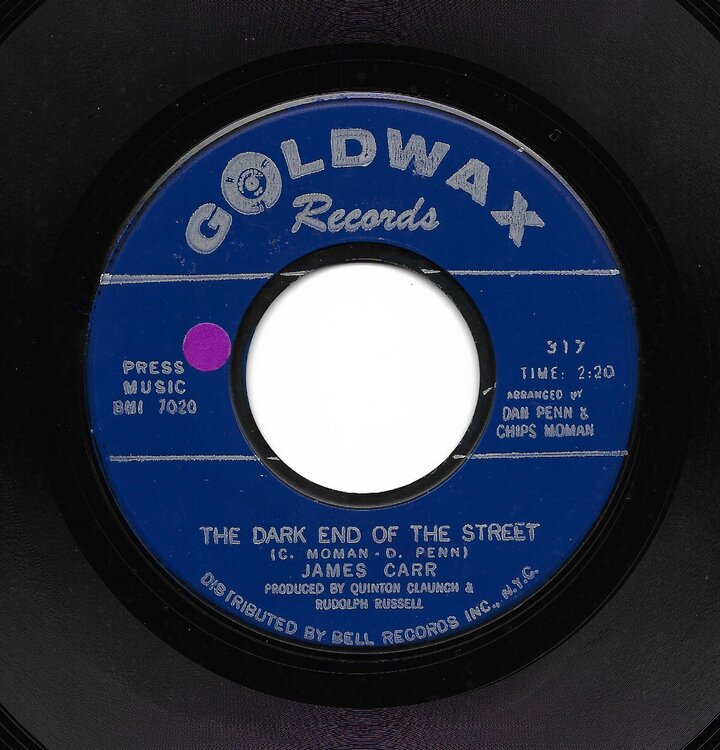 GOLDWAX
Records
PRESS
MUSIC
BMI 7020
317
TIME: 2:20
ARRANGED BY
DAN PENN &
CHIPS MOMAN
THE DARK END OF THE STREET
(C. MOMAN - D. PENN)
JAMES CARR
PRODUCED BY QUINTON CLAUNCH &
RUDOLPH RUSSELL
DISTRIBUTED BY BELL RECORDS INC., N.Y.C.